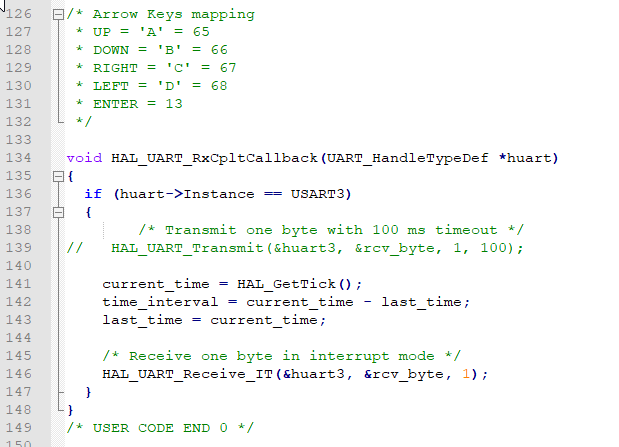 126 /* Arrow Keys mapping
127 * UP = 'A' = 65
128 * DOWN = 'B' = 66
129 * RIGHT = 'C' = 67
130 * LEFT = 'D' = 68
131 * ENTER = 13
132 */
133
134 void HAL_UART_RxCpltCallback(UART_HandleTypeDef *huart)
135 {
136 if (huart->Instance == USART3)
137 {
138 /* Transmit one byte with 100 ms timeout */
139 // HAL_UART_Transmit(&huart3, &rcv_byte, 1, 100);
140
141 current_time = HAL_GetTick();
142 time_interval = current_time - last_time;
143 last_time = current_time;
144
145 /* Receive one byte in interrupt mode */
146 HAL_UART_Receive_IT(&huart3, &rcv_byte, 1);
147 }
148 }
149 /* USER CODE END 0 */
150